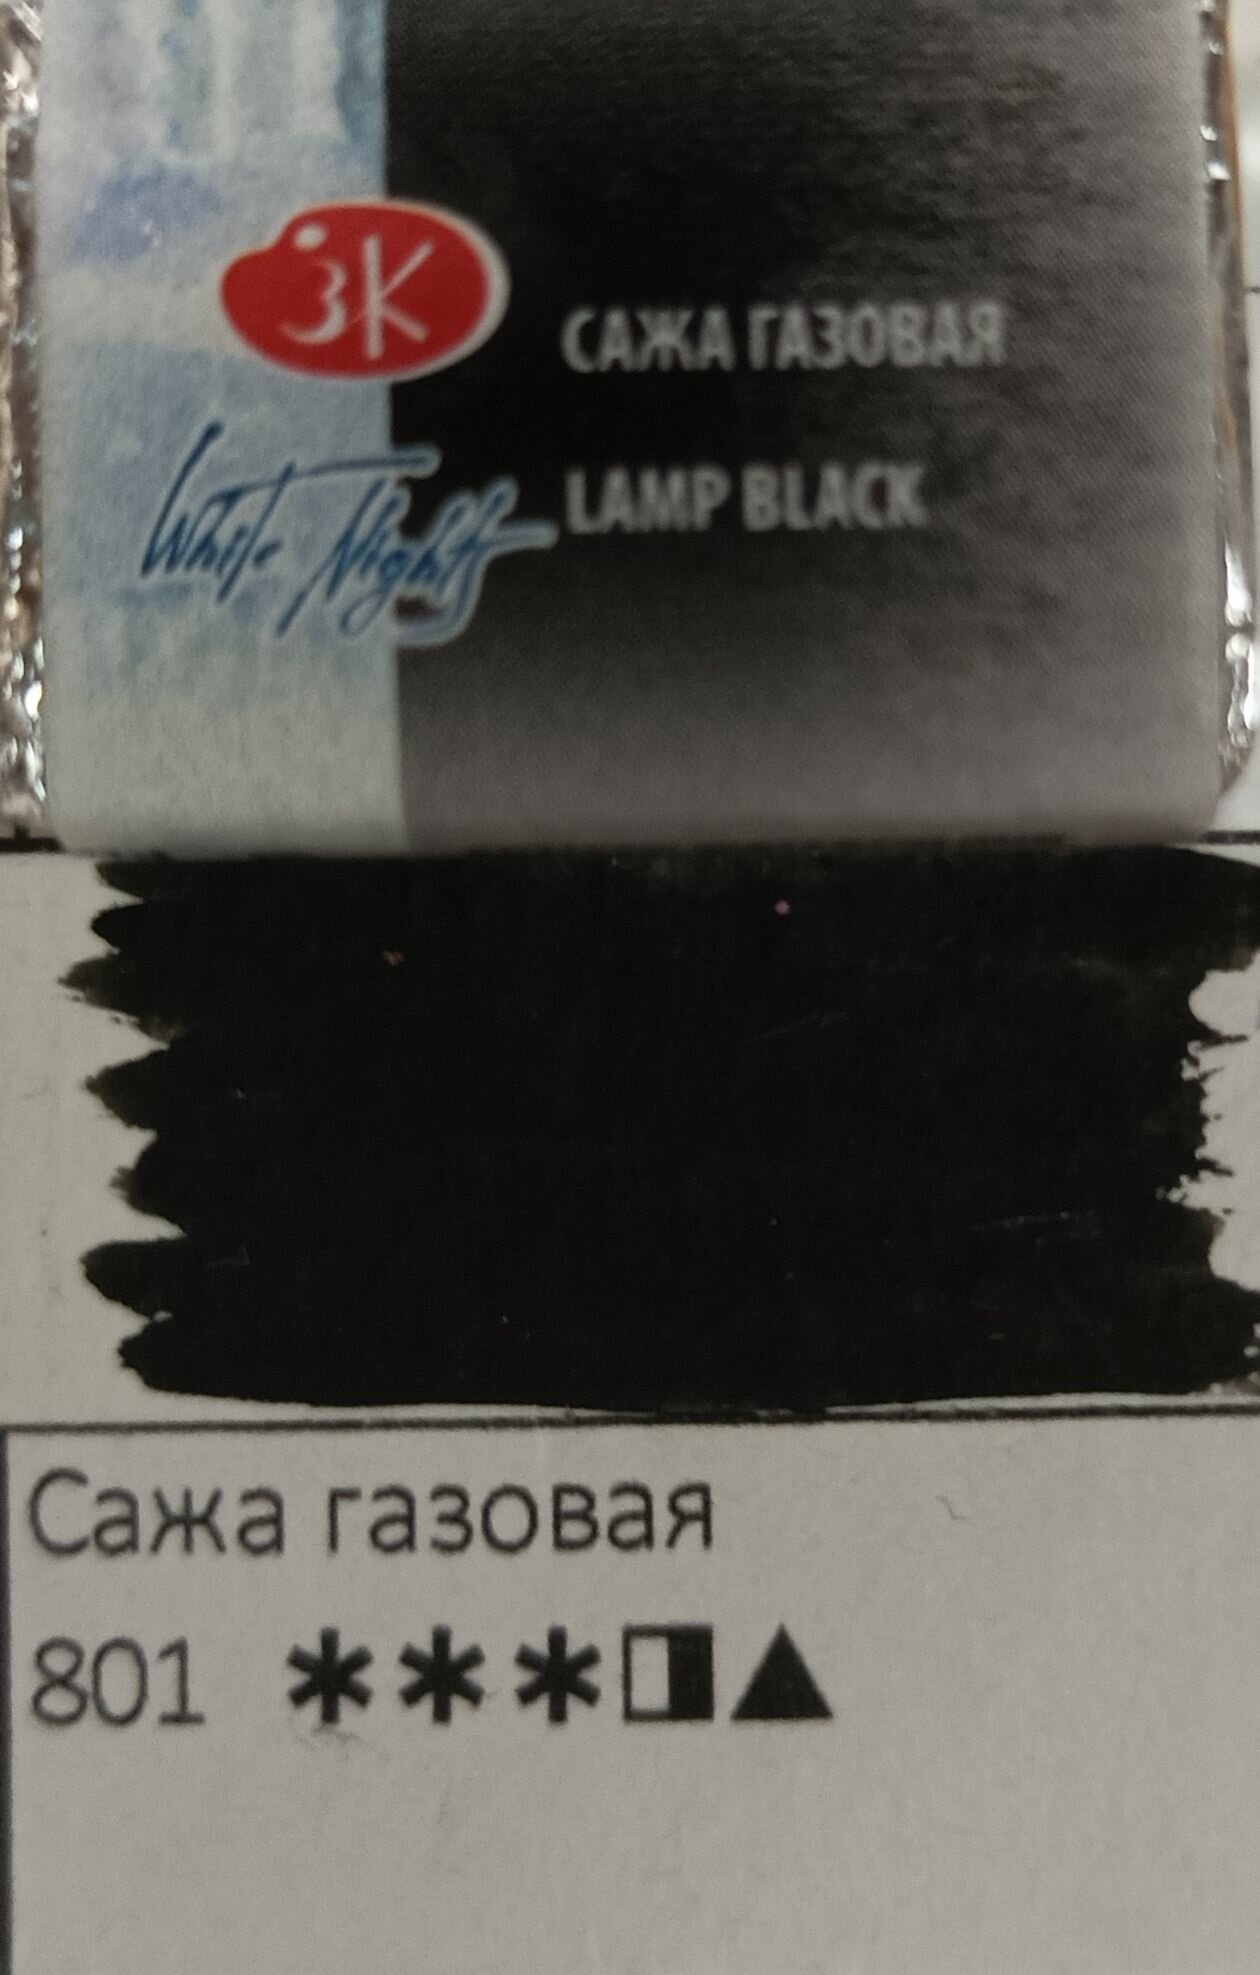 ЗК
САЖА ГАЗОВАЯ
White Nights
LAMP BLACK
Сажа газовая
801 ***